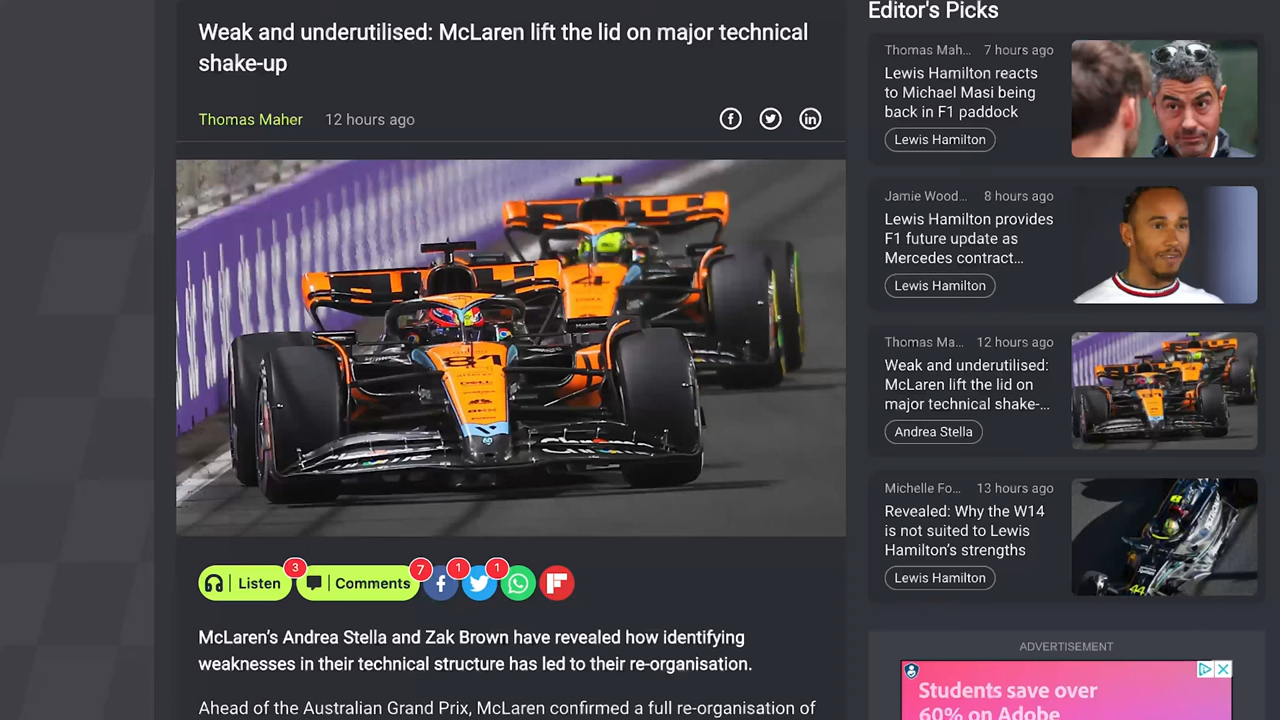 Weak and underutilised: McLaren lift the lid on major technical
shake-up
Thomas Maher 12 hours ago
81
4
Listen
3
Comments
7
1
1
McLaren’s Andrea Stella and Zak Brown have revealed how identifying
weaknesses in their technical structure has led to their re-organisation.
Ahead of the Australian Grand Prix, McLaren confirmed a full re-organisation of
Editor's Picks
Thomas Mah... 7 hours ago
Lewis Hamilton reacts
to Michael Masi being
back in F1 paddock
Lewis Hamilton
Jamie Wood... 8 hours ago
Lewis Hamilton provides
F1 future update as
Mercedes contract...
Lewis Hamilton
Thomas Ma... 12 hours ago
Weak and underutilised:
McLaren lift the lid on
major technical shake-...
Andrea Stella
Michelle Fo... 13 hours ago
Revealed: Why the W14
is not suited to Lewis
Hamilton’s strengths
Lewis Hamilton
44
ADVERTISEMENT
Students save over
60% on Adobe